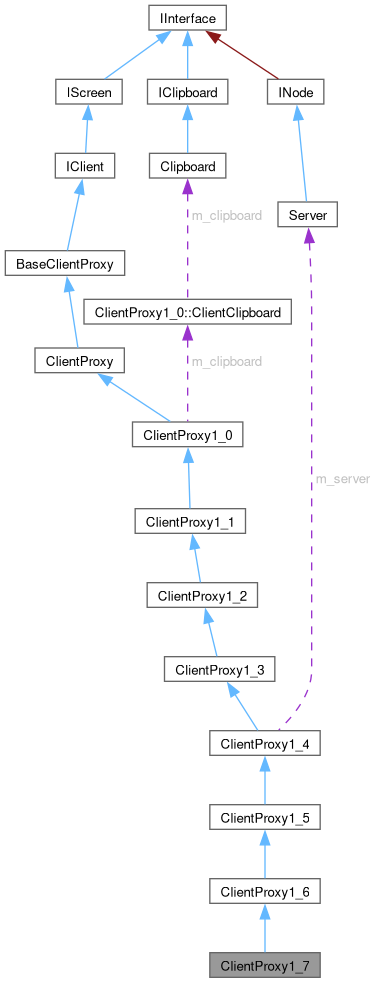 IInterface
IScreen
IClipboard
INode
IClient
Clipboard
Server
m_clipboard
BaseClientProxy
ClientProxy1_0::ClientClipboard
ClientProxy
m_clipboard
ClientProxy1_0
m_server
ClientProxy1_1
ClientProxy1_2
ClientProxy1_3
ClientProxy1_4
ClientProxy1_5
ClientProxy1_6
ClientProxy1_7